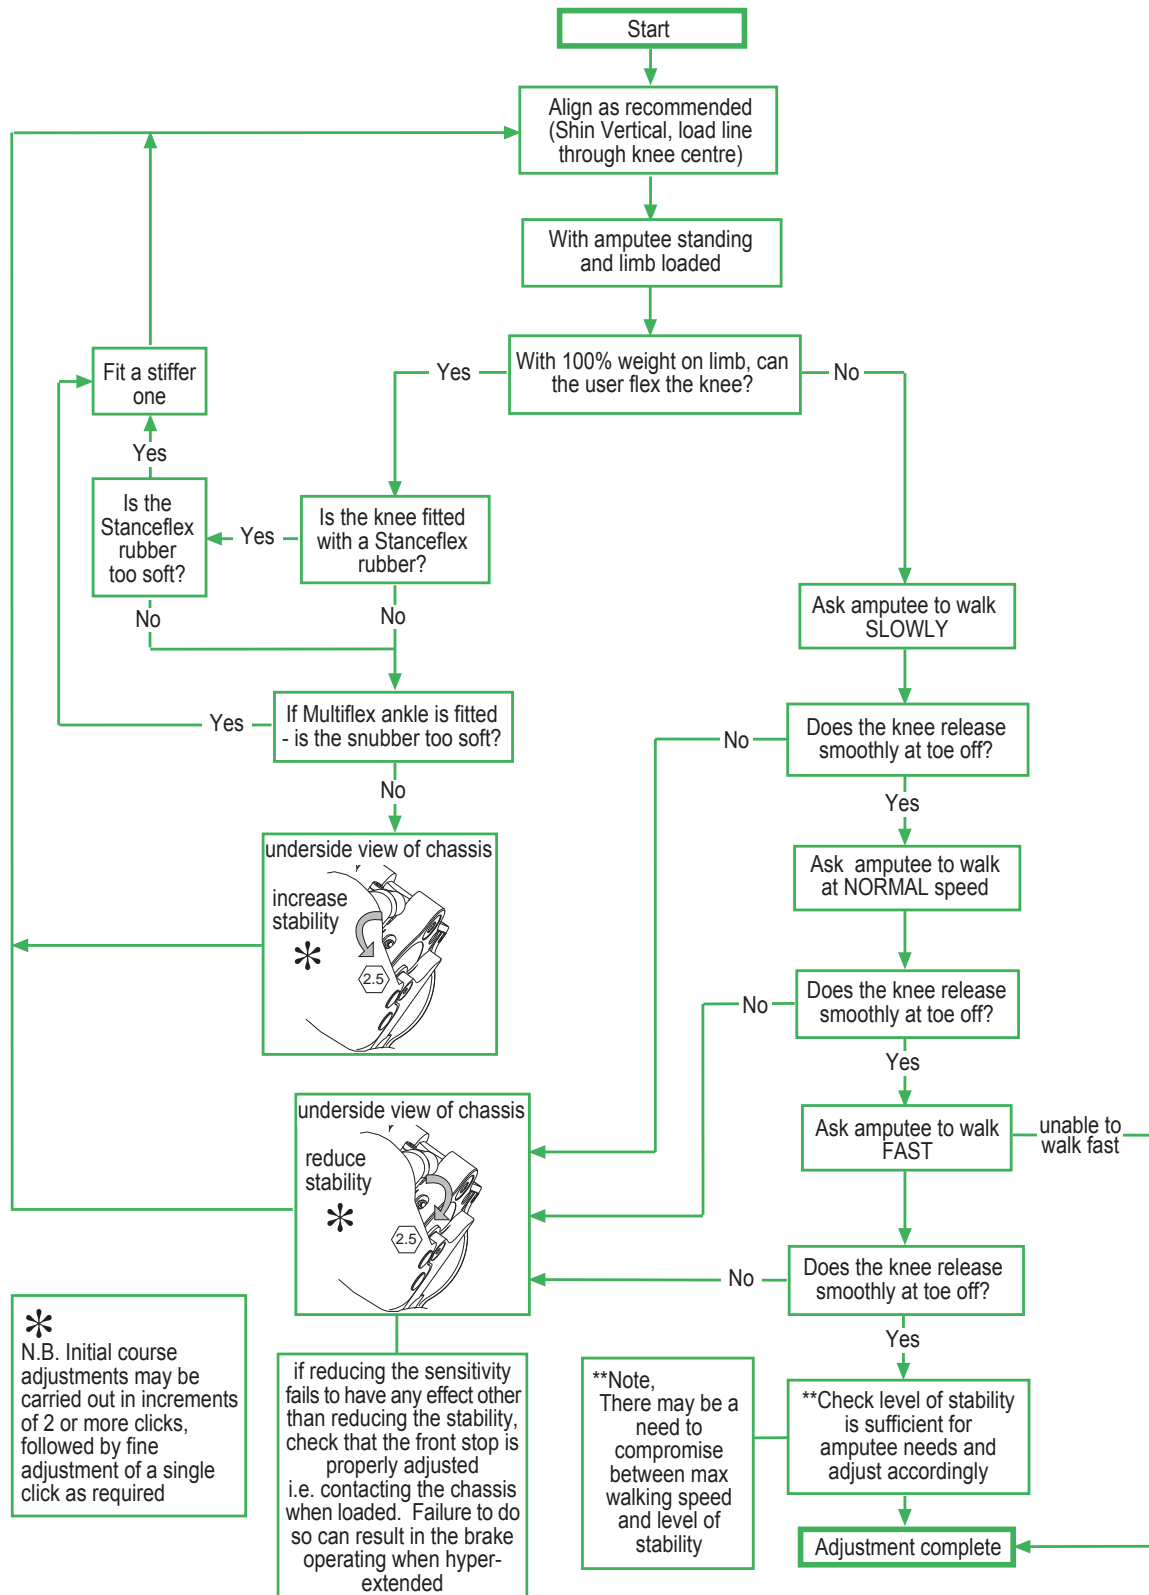 Start
Align as recommended
(Shin Vertical, load line
through knee centre)
With amputee standing
and limb loaded
With 100% weight on limb, can
the user flex the knee?
Yes
No
Fit a stiffer
one
Yes
Is the
Stanceflex
rubber
too soft?
Yes
Is the knee fitted
with a Stanceflex
rubber?
No
No
Ask amputee to walk
SLOWLY
If Multiflex ankle is fitted
- is the snubber too soft?
Yes
No
Does the knee release
smoothly at toe off?
No
Yes
underside view of chassis
increase
stability
*
2.5
Ask amputee to walk
at NORMAL speed
Does the knee release
smoothly at toe off?
No
Yes
underside view of chassis
reduce
stability
*
2.5
Ask amputee to walk
FAST
unable to
walk fast
Does the knee release
smoothly at toe off?
No
Yes
*
N.B. Initial course
adjustments may be
carried out in increments
of 2 or more clicks,
followed by fine
adjustment of a single
click as required
if reducing the sensitivity
fails to have any effect other
than reducing the stability,
check that the front stop is
properly adjusted
i.e. contacting the chassis
when loaded. Failure to do
so can result in the brake
operating when hyper-
extended
**Note,
There may be a
need to
compromise
between max
walking speed
and level of
stability
**Check level of stability
is sufficient for
amputee needs and
adjust accordingly
Adjustment complete